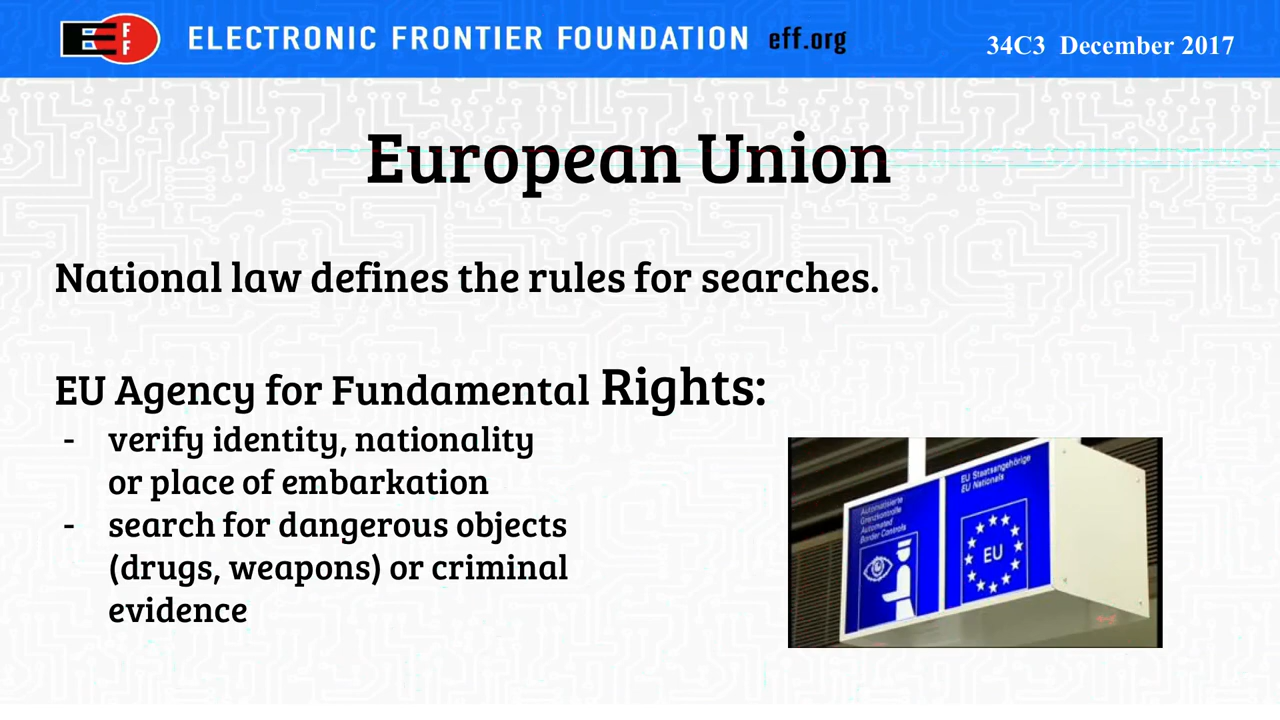 EFF ELECTRONIC FRONTIER FOUNDATION eff.org 34C3 December 2017
European Union
National law defines the rules for searches.
EU Agency for Fundamental Rights:
- verify identity, nationality
or place of embarkation
- search for dangerous objects
(drugs, weapons) or criminal
evidence
Automatisierte
Grenzkontrolle
Automated
Border Controls
EU Staatsangehörige
EU Nationals
EU